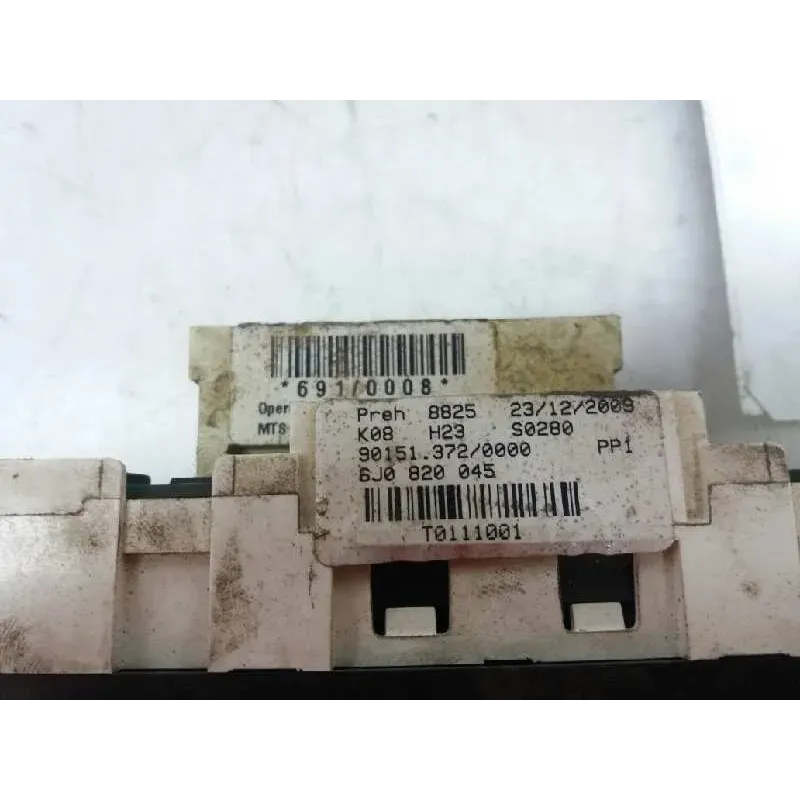 *691/0008*
Oper
MTS
Preh 8825 23/12/2009
K08 H23 S0280
90151.372/0000 PP1
6J0 820 045
T0111001